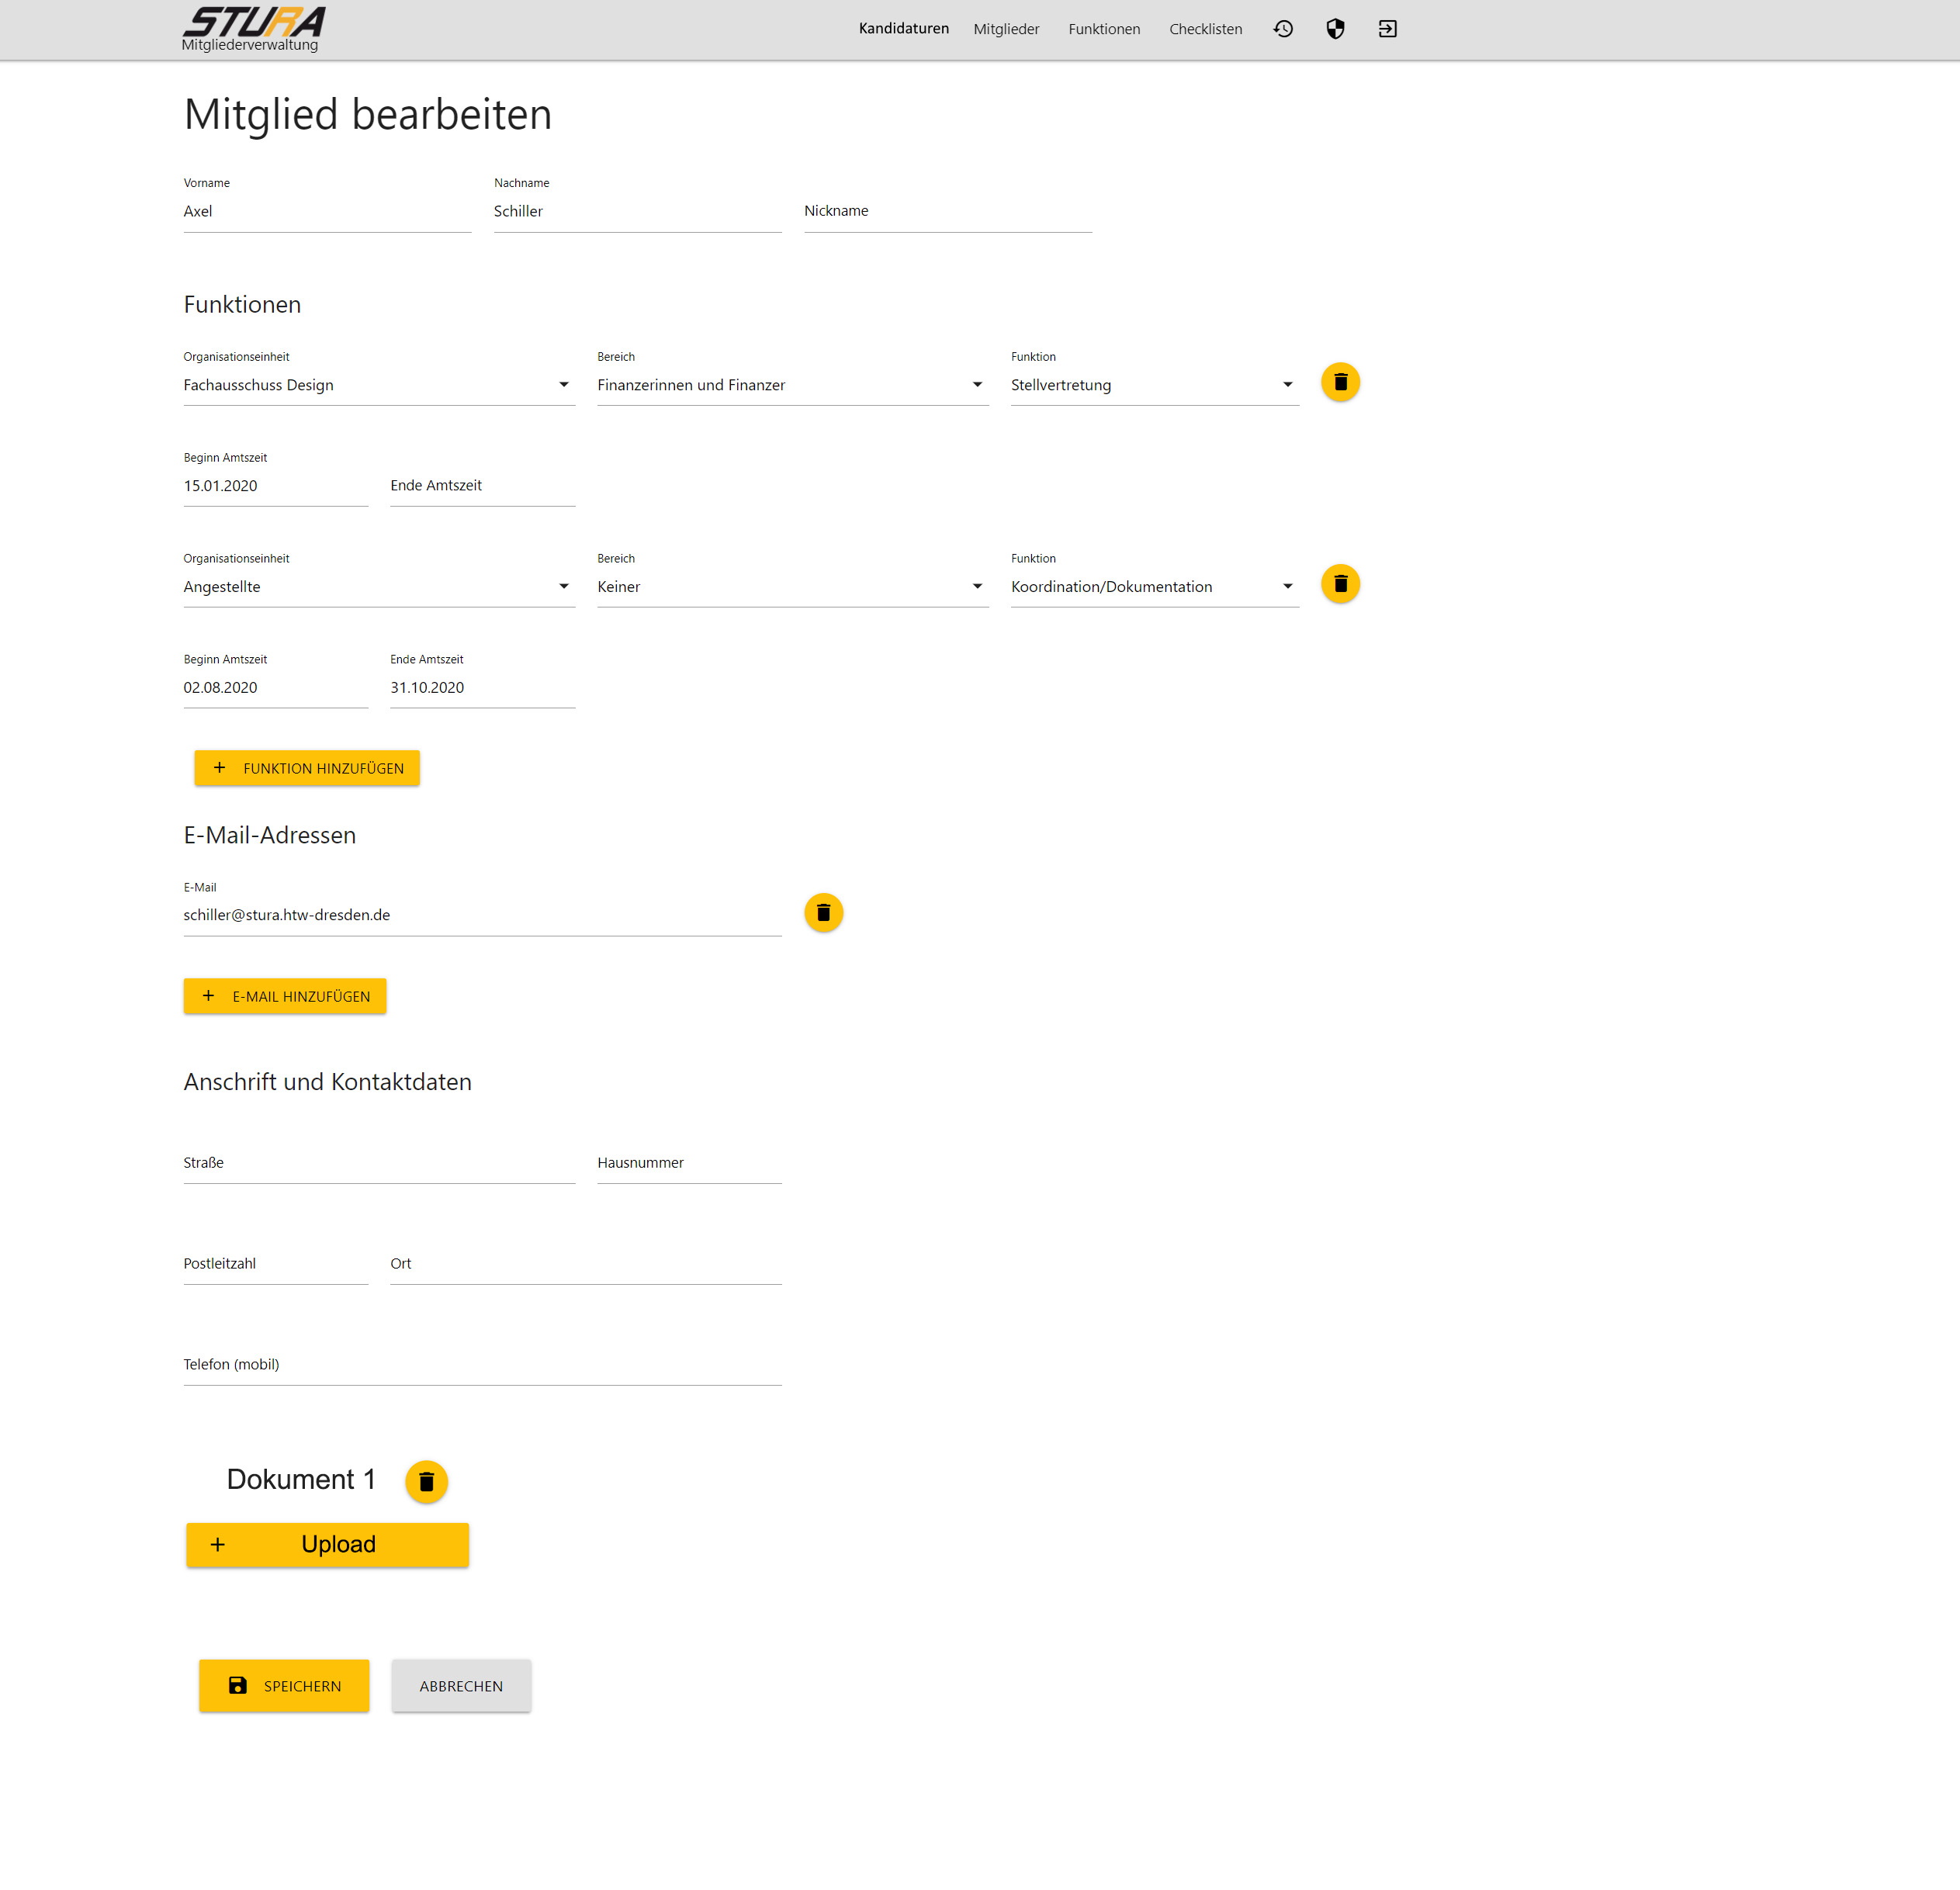 STURA
Mitgliederverwaltung
Kandidaturen Mitglieder Funktionen Checklisten
Mitglied bearbeiten
Vorname Nachname
Axel Schiller Nickname
Funktionen
Organisationseinheit Bereich Funktion
Fachausschuss Design Finanzerinnen und Finanzer Stellvertretung
Beginn Amtszeit
15.01.2020 Ende Amtszeit
Organisationseinheit Bereich Funktion
Angestellte Keiner Koordination/Dokumentation
Beginn Amtszeit Ende Amtszeit
02.08.2020 31.10.2020
+ FUNKTION HINZUFÜGEN
E-Mail-Adressen
E-Mail
schiller@stura.htw-dresden.de
+ E-MAIL HINZUFÜGEN
Anschrift und Kontaktdaten
Straße Hausnummer
Postleitzahl Ort
Telefon (mobil)
Dokument 1
+ Upload
SPEICHERN ABBRECHEN